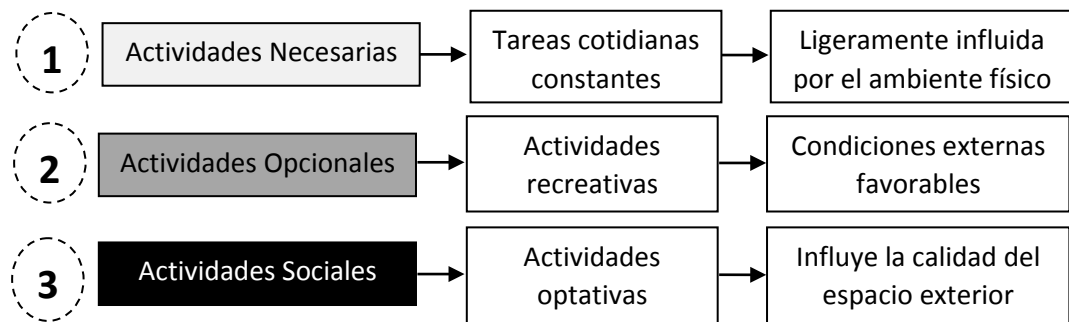 1
Actividades Necesarias
Tareas cotidianas
constantes
Ligeramente influida
por el ambiente físico
2
Actividades Opcionales
Actividades
recreativas
Condiciones externas
favorables
3
Actividades Sociales
Actividades
optativas
Influye la calidad del
espacio exterior